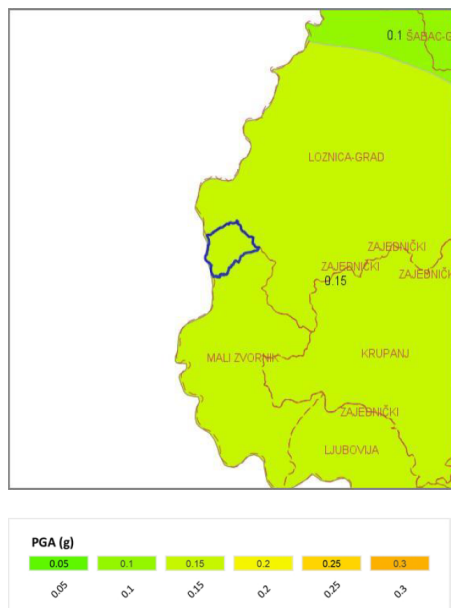 0.1 ŠABAC-G
LOZNICA-GRAD
ZAJEDNIČKI
ZAJEDNIČKI
ZAJEDNIČK
0.15
MALI ZVORNIK
KRUPANJ
ZAJEDNIČKI
LJUBOVIJA
PGA (g)
0.05 0.1 0.15 0.2 0.25 0.3
0.05 0.1 0.15 0.2 0.25 0.3